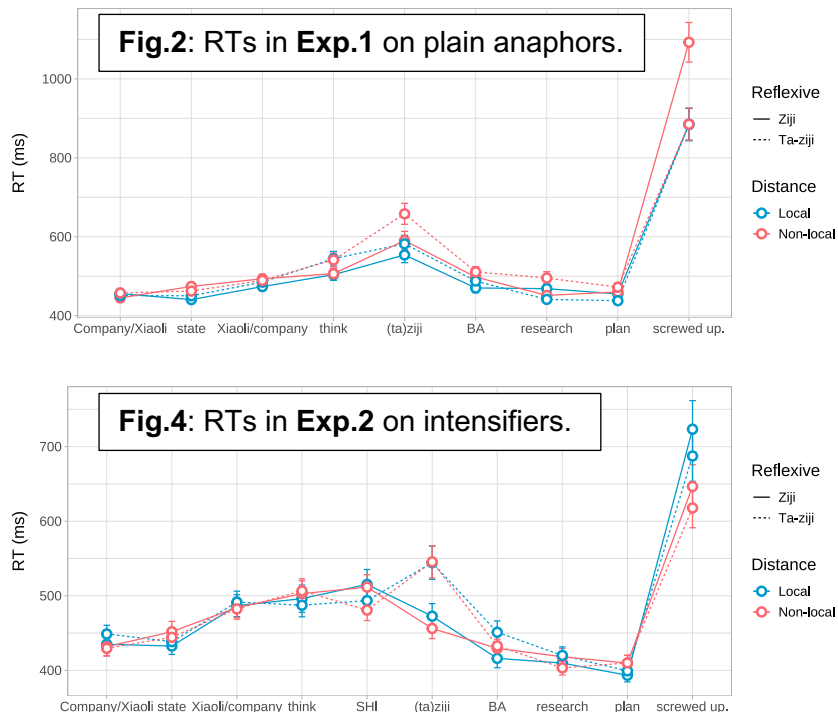 Fig.2: RTs in Exp.1 on plain anaphors.
1000
800
600
400
RT (ms)
Company/Xiaoli state Xiaoli/company think (ta)ziji BA research plan screwed up.
Reflexive
Ziji
Ta-ziji
Distance
Local
Non-local
Fig.4: RTs in Exp.2 on intensifiers.
700
600
500
400
RT (ms)
Company/Xiaoli state Xiaoli/company think SHI (ta)ziji BA research plan screwed up.
Reflexive
Ziji
Ta-ziji
Distance
Local
Non-local